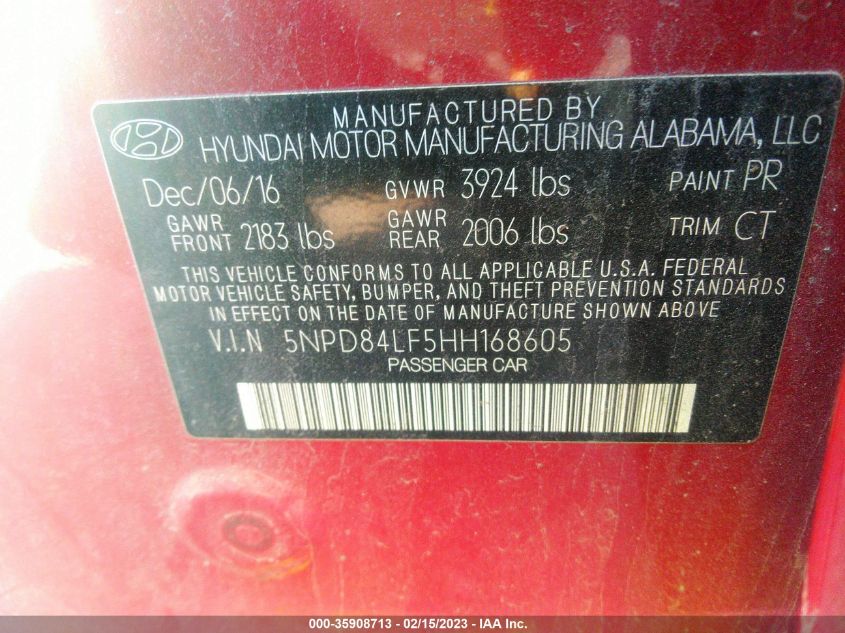 MANUFACTURED BY
HYUNDAI MOTOR MANUFACTURING ALABAMA, LLC
Dec/06/16 GVWR 3924 lbs PAINT PR
GAWR FRONT 2183 lbs GAWR REAR 2006 lbs TRIM CT
THIS VEHICLE CONFORMS TO ALL APPLICABLE U.S.A. FEDERAL
MOTOR VEHICLE SAFETY, BUMPER, AND THEFT PREVENTION STANDARDS
IN EFFECT ON THE DATE OF MANUFACTURE SHOWN ABOVE
V.I.N 5NPD84LF5HH168605
PASSENGER CAR
000-35908713 - 02/15/2023 - IAA Inc.